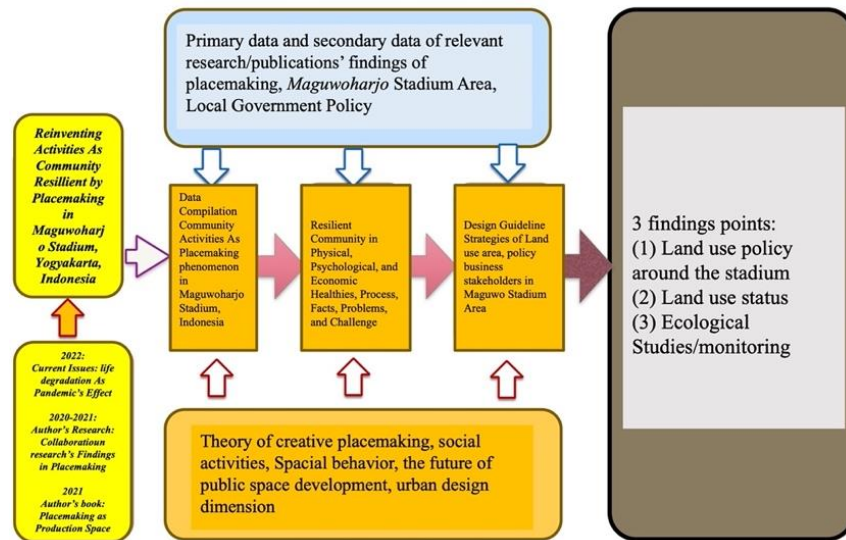 Primary data and secondary data of relevant
research/publications' findings of
placemaking, Maguwoharjo Stadium Area,
Local Government Policy
Reinventing
Activities As
Community
Resillient by
Placemaking
in
Maguwoharj
o Stadium,
Yogyakarta,
Indonesia
Data
Compilation
Community
Activities As
Placemaking
phenomenon
in
Maguwoharjo
Stadium,
Indonesia
Resilient
Community in
Physical,
Psychological, and
Economic
Healthies, Process,
Facts, Problems,
and Challenge
Design Guideline
Strategies of Land
use area, policy
business
stakeholders in
Maguwo Stadium
Area
3 findings points:
(1) Land use policy
around the stadium
(2) Land use status
(3) Ecological
Studies/monitoring
2022:
Current Issues: life
degradation As
Pandemic's Effect
2020-2021:
Author's Research:
Collaboratioun
research's Findings
in Placemaking
2021
Author's book:
Placemaking as
Production Space
Theory of creative placemaking, social
activities, Spacial behavior, the future of
public space development, urban design
dimension